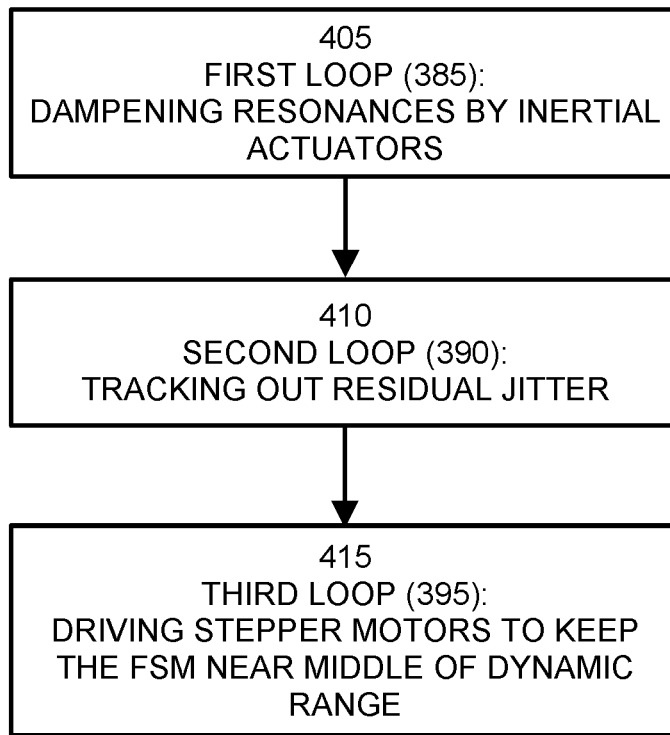 405
FIRST LOOP (385):
DAMPENING RESONANCES BY INERTIAL
ACTUATORS
410
SECOND LOOP (390):
TRACKING OUT RESIDUAL JITTER
415
THIRD LOOP (395):
DRIVING STEPPER MOTORS TO KEEP
THE FSM NEAR MIDDLE OF DYNAMIC
RANGE